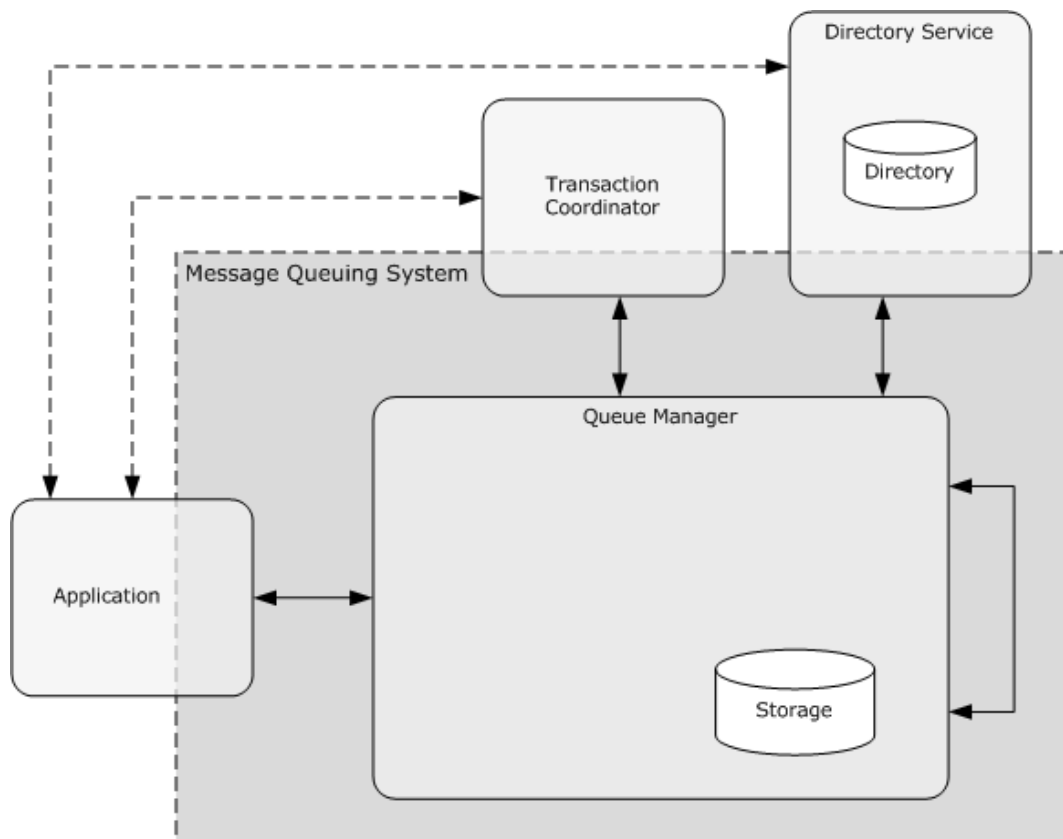 Directory Service
Directory
Transaction
Coordinator
Message Queuing System
Queue Manager
Application
Storage